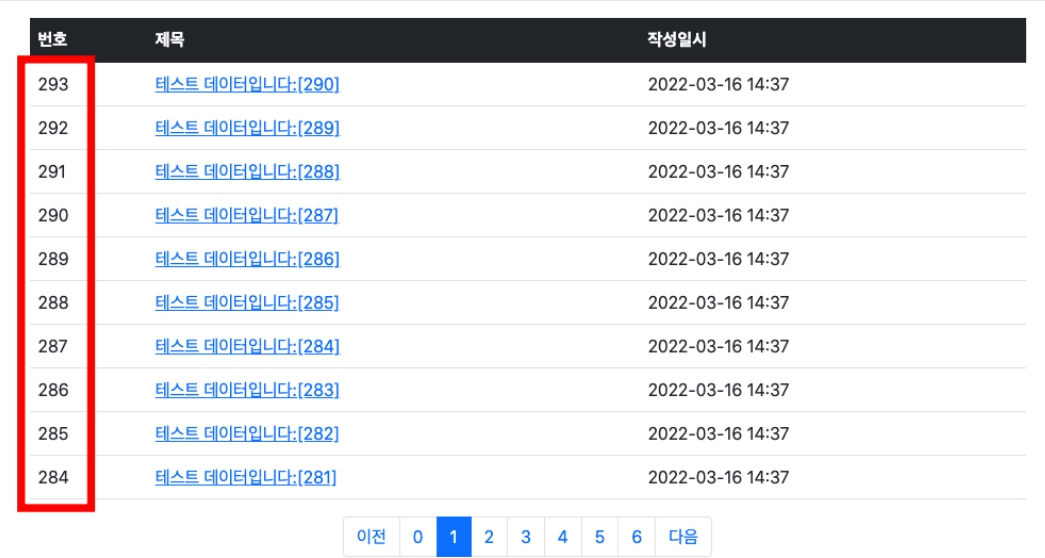 번호 제목 작성일시
293 테스트 데이터입니다:[290] 2022-03-16 14:37
292 테스트 데이터입니다:[289] 2022-03-16 14:37
291 테스트 데이터입니다:[288] 2022-03-16 14:37
290 테스트 데이터입니다:[287] 2022-03-16 14:37
289 테스트 데이터입니다:[286] 2022-03-16 14:37
288 테스트 데이터입니다:[285] 2022-03-16 14:37
287 테스트 데이터입니다:[284] 2022-03-16 14:37
286 테스트 데이터입니다:[283] 2022-03-16 14:37
285 테스트 데이터입니다:[282] 2022-03-16 14:37
284 테스트 데이터입니다:[281] 2022-03-16 14:37
이전 0 1 2 3 4 5 6 다음